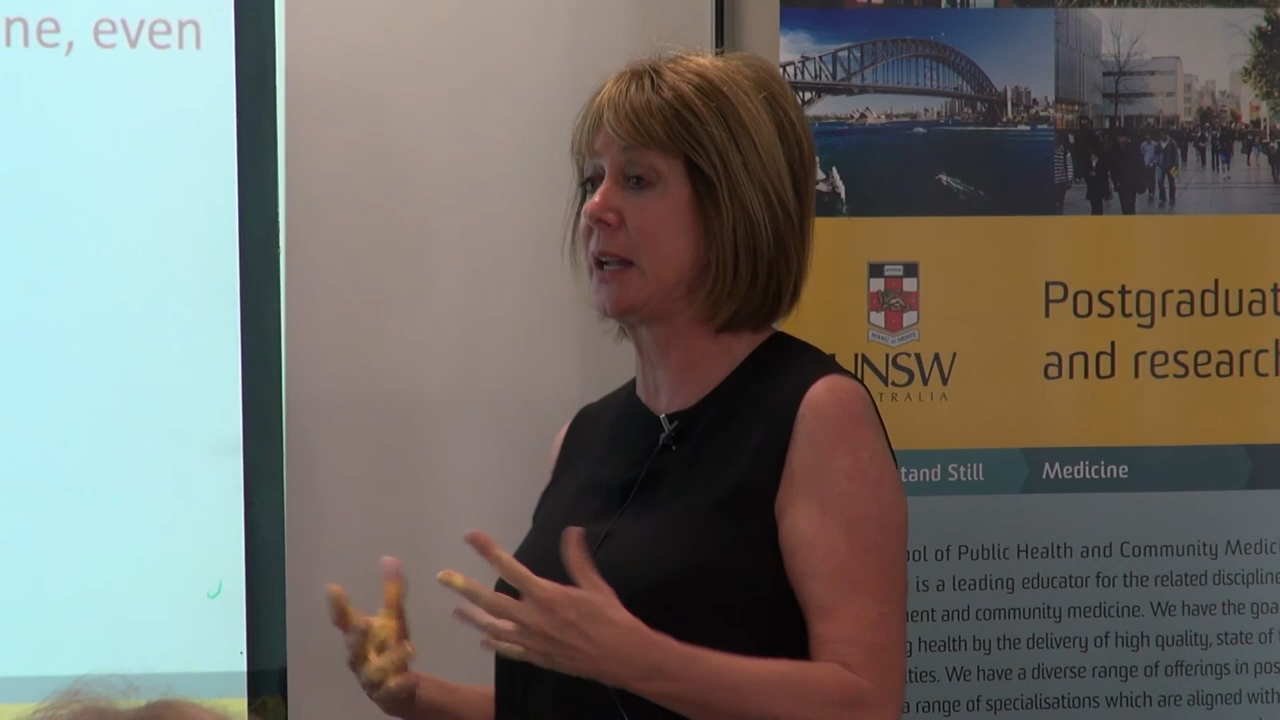 ne, even
UNSW
TRALIA
Postgraduat
and research
tand Still
Medicine
ool of Public Health and Community Medic
is a leading educator for the related discipline
ent and community medicine. We have the goa
g health by the delivery of high quality, state of
ties. We have a diverse range of offerings in pos
a range of specialisations which are aligned with